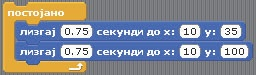 постојано
лизгај 0.75 секунди до x: 10 y: 35
лизгај 0.75 секунди до x: 10 y: 100